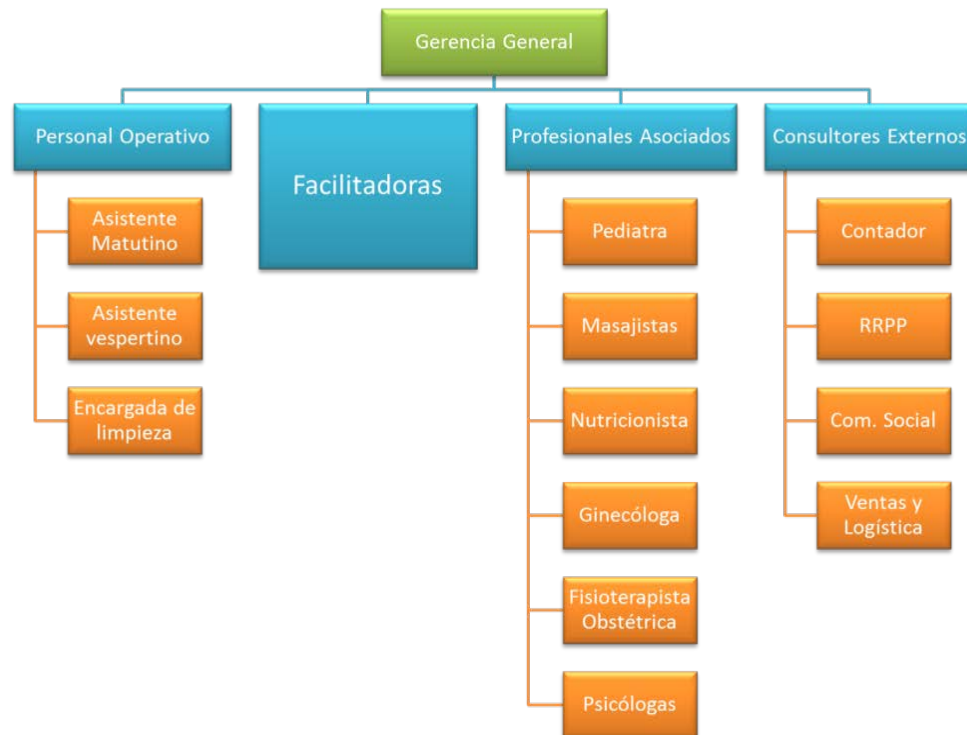 Gerencia General
Personal Operativo
Facilitadoras
Profesionales Asociados
Consultores Externos
Asistente
Matutino
Asistente
vespertino
Encargada de
limpieza
Pediatra
Masajistas
Nutricionista
Ginecóloga
Fisioterapista
Obstétrica
Psicólogas
Contador
RRPP
Com. Social
Ventas y
Logística